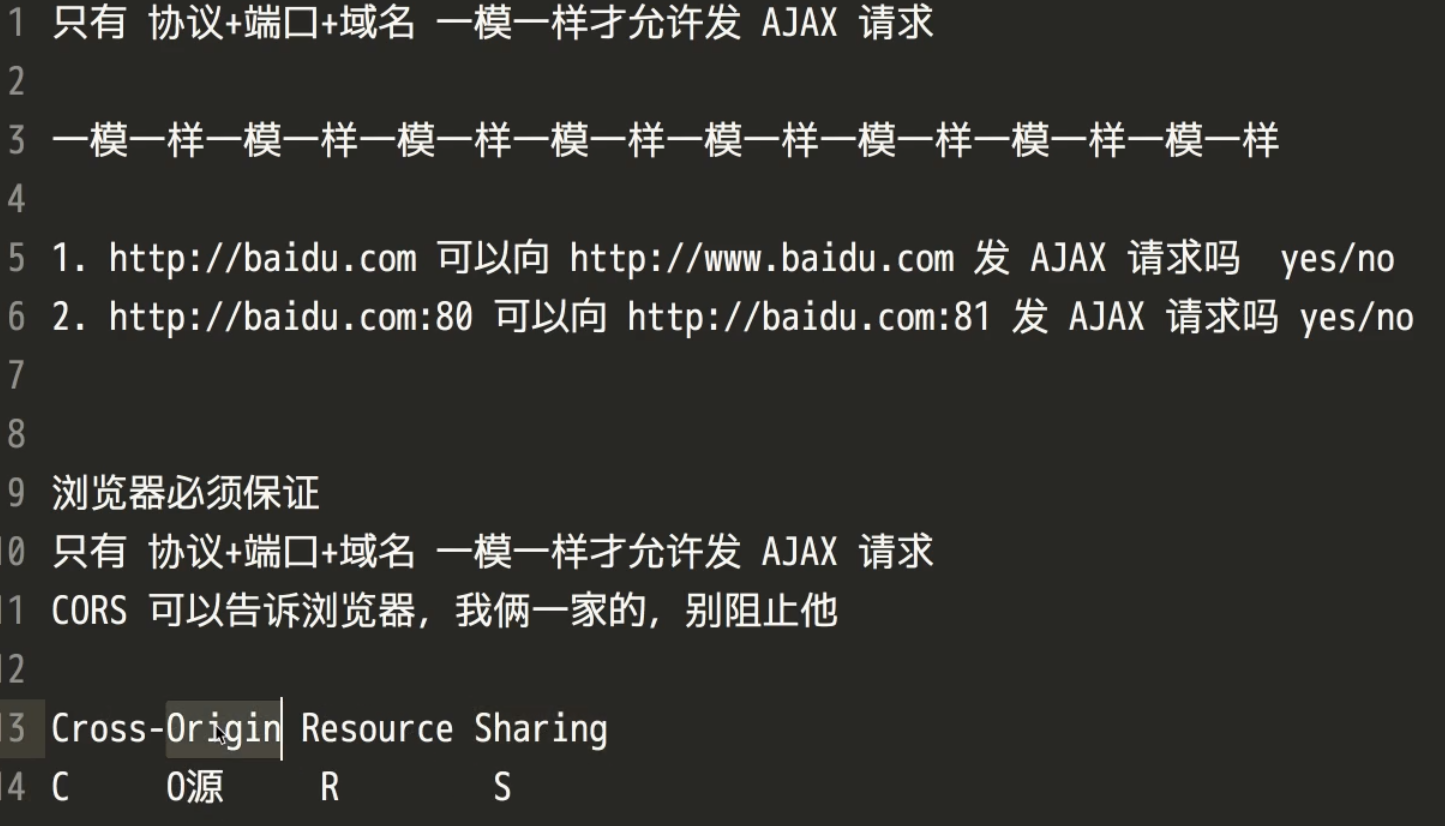 1 只有 协议+端口+域名 一模一样才允许发 AJAX 请求
2
3 一模一样一模一样一模一样一模一样一模一样一模一样一模一样一模一样
4
5 1. http://baidu.com 可以向 http://www.baidu.com 发 AJAX 请求吗  yes/no
6 2. http://baidu.com:80 可以向 http://baidu.com:81 发 AJAX 请求吗 yes/no
7
8
9 浏览器必须保证
10 只有 协议+端口+域名 一模一样才允许发 AJAX 请求
11 CORS 可以告诉浏览器, 我俩一家的, 别阻止他
12
13 Cross-Origin Resource Sharing
14 C     O源     R        S